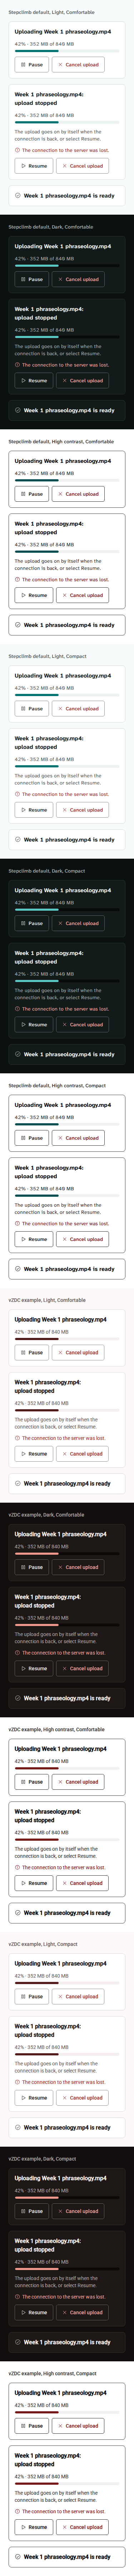 Stepclimb default, Light, Comfortable
Uploading Week 1 phraseology.mp4
42% · 352 MB of 840 MB
Pause
Cancel upload
Week 1 phraseology.mp4:
upload stopped
42% · 352 MB of 840 MB
The upload goes on by itself when the
connection is back, or select Resume.
The connection to the server was lost.
Resume
Cancel upload
Week 1 phraseology.mp4 is ready
Stepclimb default, Dark, Comfortable
Uploading Week 1 phraseology.mp4
42% · 352 MB of 840 MB
Pause
Cancel upload
Week 1 phraseology.mp4:
upload stopped
42% · 352 MB of 840 MB
The upload goes on by itself when the
connection is back, or select Resume.
The connection to the server was lost.
Resume
Cancel upload
Week 1 phraseology.mp4 is ready
Stepclimb default, High contrast, Comfortable
Uploading Week 1 phraseology.mp4
42% · 352 MB of 840 MB
Pause
Cancel upload
Week 1 phraseology.mp4:
upload stopped
42% · 352 MB of 840 MB
The upload goes on by itself when the
connection is back, or select Resume.
The connection to the server was lost.
Resume
Cancel upload
Week 1 phraseology.mp4 is ready
Stepclimb default, Light, Compact
Uploading Week 1 phraseology.mp4
42% · 352 MB of 840 MB
Pause
Cancel upload
Week 1 phraseology.mp4:
upload stopped
42% · 352 MB of 840 MB
The upload goes on by itself when the
connection is back, or select Resume.
The connection to the server was lost.
Resume
Cancel upload
Week 1 phraseology.mp4 is ready
Stepclimb default, Dark, Compact
Uploading Week 1 phraseology.mp4
42% · 352 MB of 840 MB
Pause
Cancel upload
Week 1 phraseology.mp4:
upload stopped
42% · 352 MB of 840 MB
The upload goes on by itself when the
connection is back, or select Resume.
The connection to the server was lost.
Resume
Cancel upload
Week 1 phraseology.mp4 is ready
Stepclimb default, High contrast, Compact
Uploading Week 1 phraseology.mp4
42% · 352 MB of 840 MB
Pause
Cancel upload
Week 1 phraseology.mp4:
upload stopped
42% · 352 MB of 840 MB
The upload goes on by itself when the
connection is back, or select Resume.
The connection to the server was lost.
Resume
Cancel upload
Week 1 phraseology.mp4 is ready
vZDC example, Light, Comfortable
Uploading Week 1 phraseology.mp4
42% · 352 MB of 840 MB
Pause
Cancel upload
Week 1 phraseology.mp4:
upload stopped
42% · 352 MB of 840 MB
The upload goes on by itself when the
connection is back, or select Resume.
The connection to the server was lost.
Resume
Cancel upload
Week 1 phraseology.mp4 is ready
vZDC example, Dark, Comfortable
Uploading Week 1 phraseology.mp4
42% · 352 MB of 840 MB
Pause
Cancel upload
Week 1 phraseology.mp4:
upload stopped
42% · 352 MB of 840 MB
The upload goes on by itself when the
connection is back, or select Resume.
The connection to the server was lost.
Resume
Cancel upload
Week 1 phraseology.mp4 is ready
vZDC example, High contrast, Comfortable
Uploading Week 1 phraseology.mp4
42% · 352 MB of 840 MB
Pause
Cancel upload
Week 1 phraseology.mp4:
upload stopped
42% · 352 MB of 840 MB
The upload goes on by itself when the
connection is back, or select Resume.
The connection to the server was lost.
Resume
Cancel upload
Week 1 phraseology.mp4 is ready
vZDC example, Light, Compact
Uploading Week 1 phraseology.mp4
42% · 352 MB of 840 MB
Pause
Cancel upload
Week 1 phraseology.mp4:
upload stopped
42% · 352 MB of 840 MB
The upload goes on by itself when the
connection is back, or select Resume.
The connection to the server was lost.
Resume
Cancel upload
Week 1 phraseology.mp4 is ready
vZDC example, Dark, Compact
Uploading Week 1 phraseology.mp4
42% · 352 MB of 840 MB
Pause
Cancel upload
Week 1 phraseology.mp4:
upload stopped
42% · 352 MB of 840 MB
The upload goes on by itself when the
connection is back, or select Resume.
The connection to the server was lost.
Resume
Cancel upload
Week 1 phraseology.mp4 is ready
vZDC example, High contrast, Compact
Uploading Week 1 phraseology.mp4
42% · 352 MB of 840 MB
Pause
Cancel upload
Week 1 phraseology.mp4:
upload stopped
42% · 352 MB of 840 MB
The upload goes on by itself when the
connection is back, or select Resume.
The connection to the server was lost.
Resume
Cancel upload
Week 1 phraseology.mp4 is ready